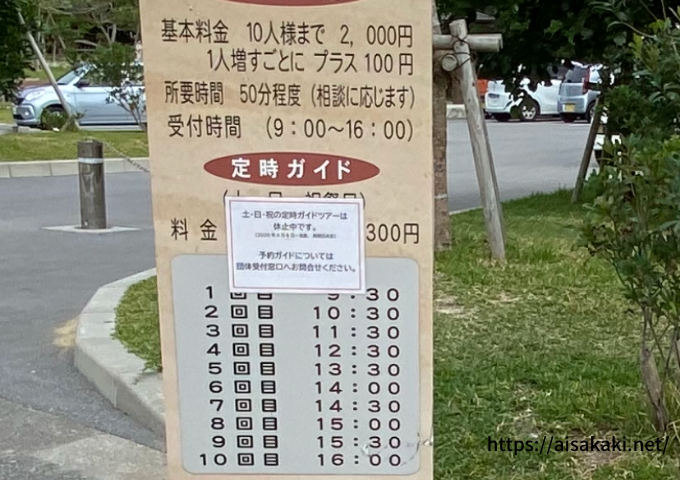 基本料金 10人様まで 2,000円
1人増すごとに プラス100円
所要時間 50分程度(相談に応じます)
受付時間 (9:00〜16:00)
定時ガイド
料金 300円
土・日・祝の定時ガイドツアーは
休止中です。
予約ガイドについては
団体受付窓口へお問合せください。
1回目 9:30
2回目 10:30
3回目 11:30
4回目 12:30
5回目 13:30
6回目 14:00
7回目 14:30
8回目 15:00
9回目 15:30
10回目 16:00
https://aisakaki.net/